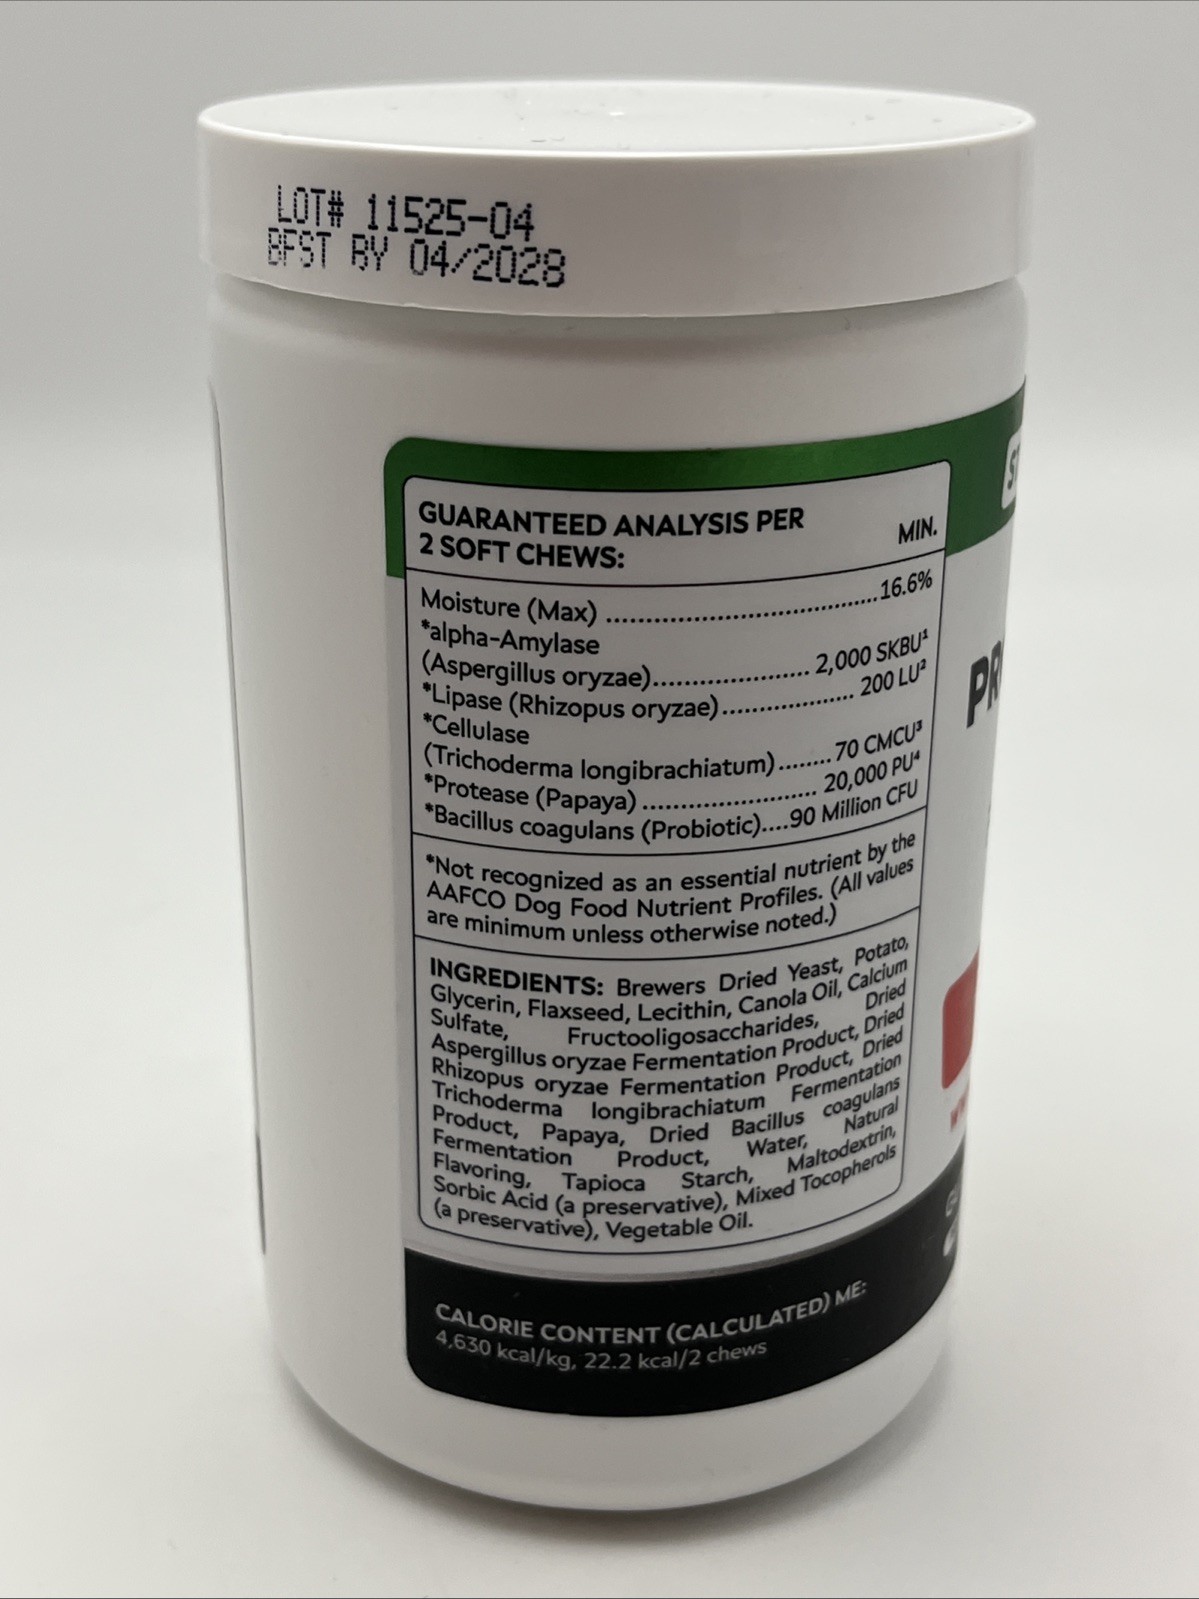 LOT# 11525-04
BEST BY 04/2028
GUARANTEED ANALYSIS PER
2 SOFT CHEWS: MIN.
Moisture (Max) ........................................ 16.6%
*alpha-Amylase
(Aspergillus oryzae)....................... 2,000 SKBU¹
*Lipase (Rhizopus oryzae)................... 200 LU²
*Cellulase
(Trichoderma longibrachiatum)........ 70 CMCU³
*Protease (Papaya) ......................... 20,000 PU⁴
*Bacillus coagulans (Probiotic)....90 Million CFU
*Not recognized as an essential nutrient by the
AAFCO Dog Food Nutrient Profiles. (All values
are minimum unless otherwise noted.)
INGREDIENTS: Brewers Dried Yeast, Potato,
Glycerin, Flaxseed, Lecithin, Canola Oil, Calcium
Sulfate, Fructooligosaccharides, Dried
Aspergillus oryzae Fermentation Product, Dried
Rhizopus oryzae Fermentation Product, Dried
Trichoderma longibrachiatum Fermentation
Product, Papaya, Dried Bacillus coagulans
Fermentation Product, Water, Natural
Flavoring, Tapioca Starch, Maltodextrin,
Sorbic Acid (a preservative), Mixed Tocopherols
(a preservative), Vegetable Oil.
CALORIE CONTENT (CALCULATED) ME:
4,630 kcal/kg, 22.2 kcal/2 chews